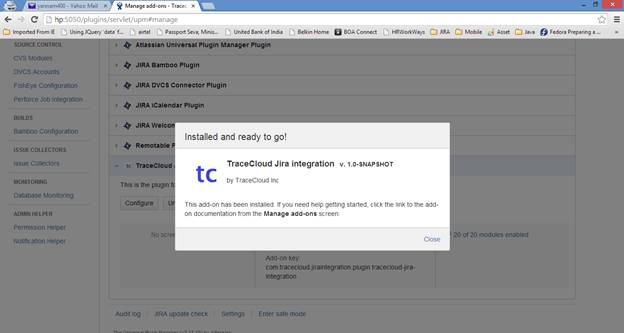 yannam400 - Yahoo Mail
Manage add-ons - Trace
hp:5050/plugins/servlet/upm#manage
Apps
Imported From IE
Using JQuery 'data' f
airtel
Passport Seva, Minis
United Bank of India
Belkin Home
BOA Connect
HRWorkWays
JIRA
Mobile
Asset
Java
Fedora Preparing a
SOURCE CONTROL
CVS Modules
DVCS Accounts
FishEye Configuration
Perforce Job Integration
BUILDS
Bamboo Configuration
ISSUE COLLECTORS
Issue Collectors
MONITORING
Database Monitoring
ADMIN HELPER
Permission Helper
Notification Helper
Atlassian Universal Plugin Manager Plugin
JIRA Bamboo Plugin
JIRA DVCS Connector Plugin
JIRA iCalendar Plugin
JIRA Welcon
Remotable P
tc TraceCloud J
This is the plugin fo
Configure
Un
No scree
Installed and ready to go!
tc
TraceCloud Jira integration v. 1.0-SNAPSHOT
by TraceCloud Inc
This add-on has been installed. If you need help getting started, click the link to the add-
on documentation from the Manage add-ons screen
Close
20 of 20 modules enabled
Add-on key:
com.tracecloud.jiraintegration.plugin.tracecloud-jira-
integration
Audit log
JIRA update check
Settings
Enter safe mode